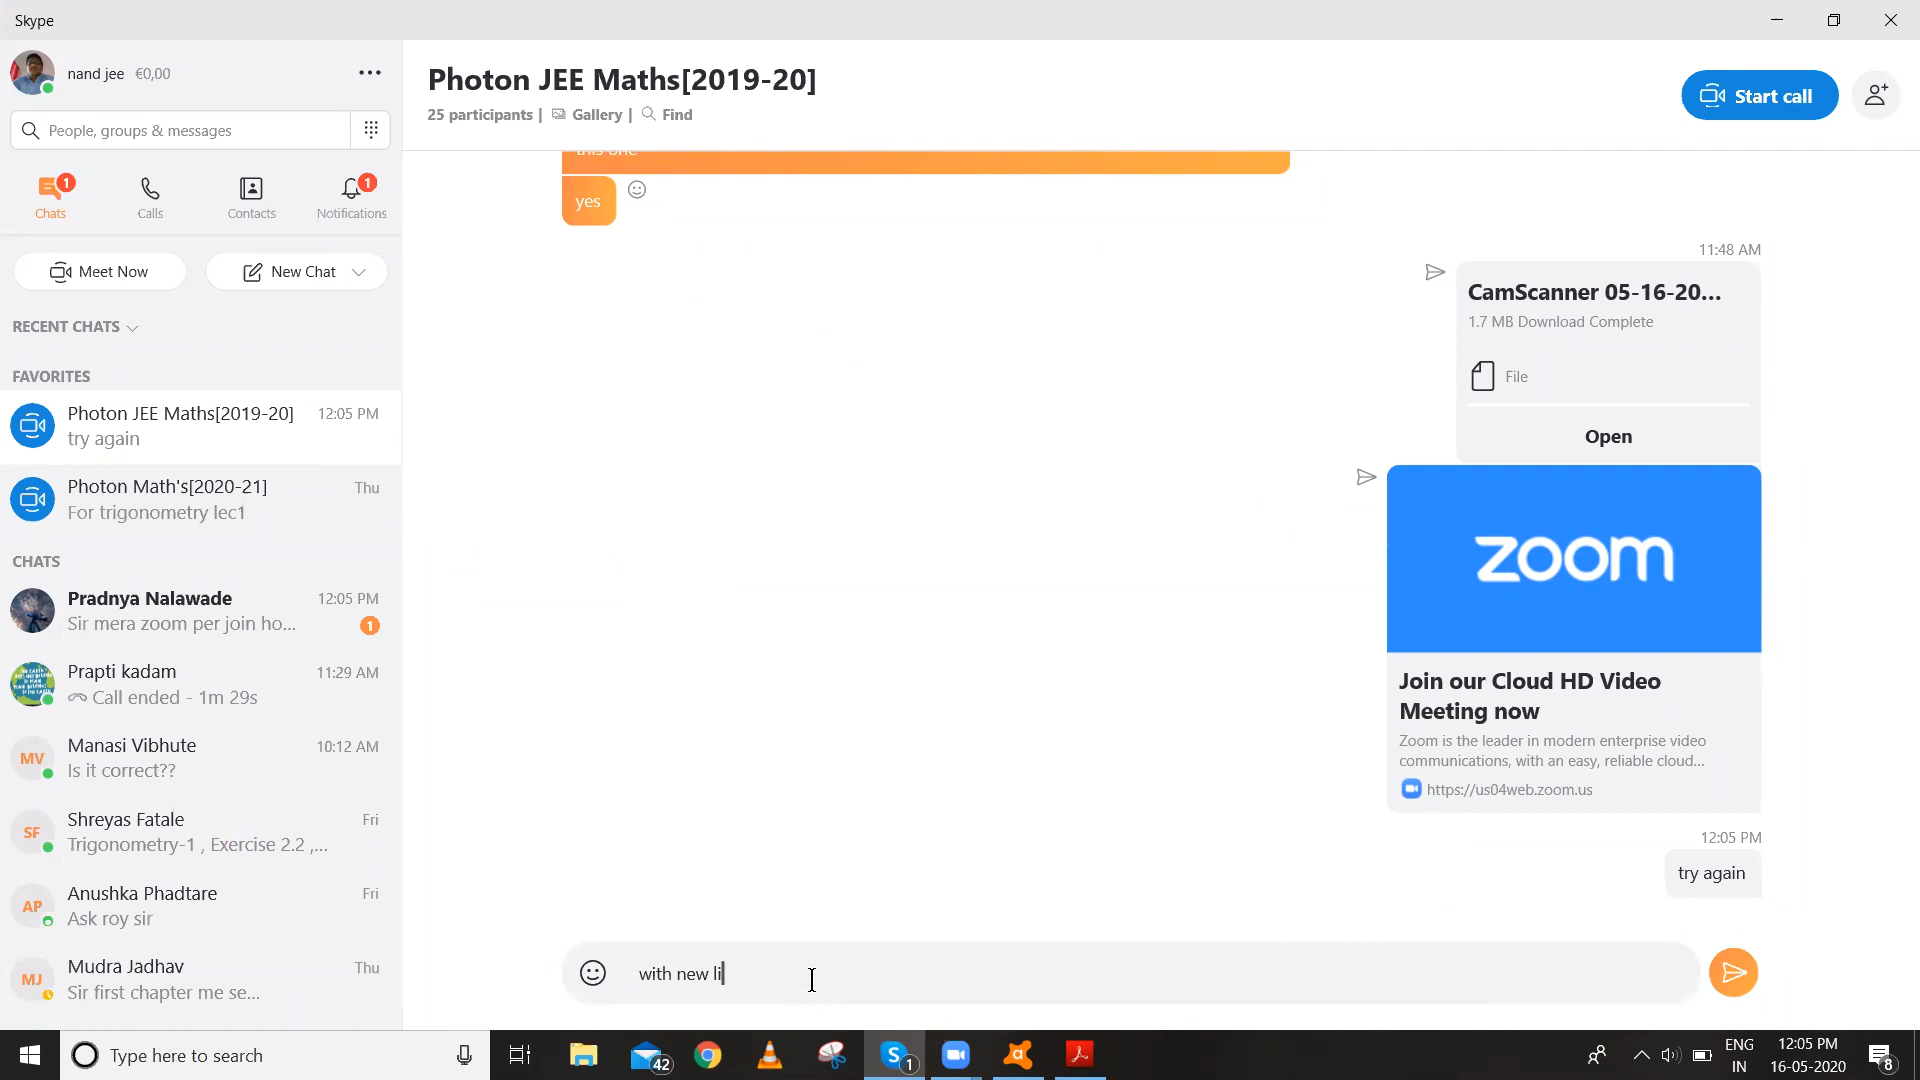 Skype
nand jee €0,00
People, groups & messages
Chats 1
Calls
Contacts
Notifications 1
Meet Now
New Chat
RECENT CHATS
FAVORITES
Photon JEE Maths[2019-20] 12:05 PM
try again
Photon Math's[2020-21] Thu
For trigonometry lec1
CHATS
Pradnya Nalawade 12:05 PM
Sir mera zoom per join ho... 1
Prapti kadam 11:29 AM
Call ended - 1m 29s
MV Manasi Vibhute 10:12 AM
Is it correct??
SF Shreyas Fatale Fri
Trigonometry-1 , Exercise 2.2 ,...
AP Anushka Phadtare Fri
Ask roy sir
MJ Mudra Jadhav Thu
Sir first chapter me se...
Photon JEE Maths[2019-20]
25 participants | Gallery | Find
Start call
this one
yes
11:48 AM
CamScanner 05-16-20...
1.7 MB Download Complete
File
Open
zoom
Join our Cloud HD Video
Meeting now
Zoom is the leader in modern enterprise video
communications, with an easy, reliable cloud...
https://us04web.zoom.us
12:05 PM
try again
with new li
Type here to search
42
S 1
ENG
IN
12:05 PM
16-05-2020
8